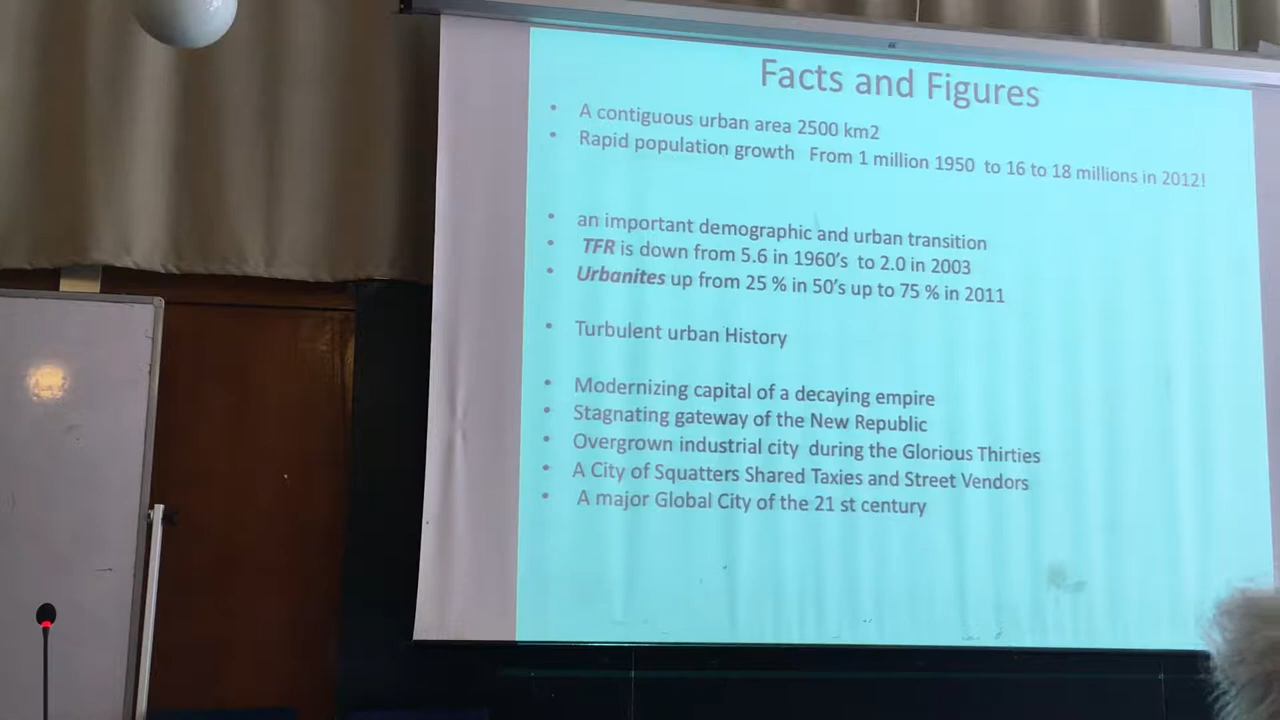 Facts and Figures
• A contiguous urban area 2500 km2
• Rapid population growth From 1 million 1950 to 16 to 18 millions in 2012!
• an important demographic and urban transition
• TFR is down from 5.6 in 1960's to 2.0 in 2003
• Urbanites up from 25 % in 50's up to 75 % in 2011
• Turbulent urban History
• Modernizing capital of a decaying empire
• Stagnating gateway of the New Republic
• Overgrown industrial city during the Glorious Thirties
• A City of Squatters Shared Taxies and Street Vendors
• A major Global City of the 21 st century